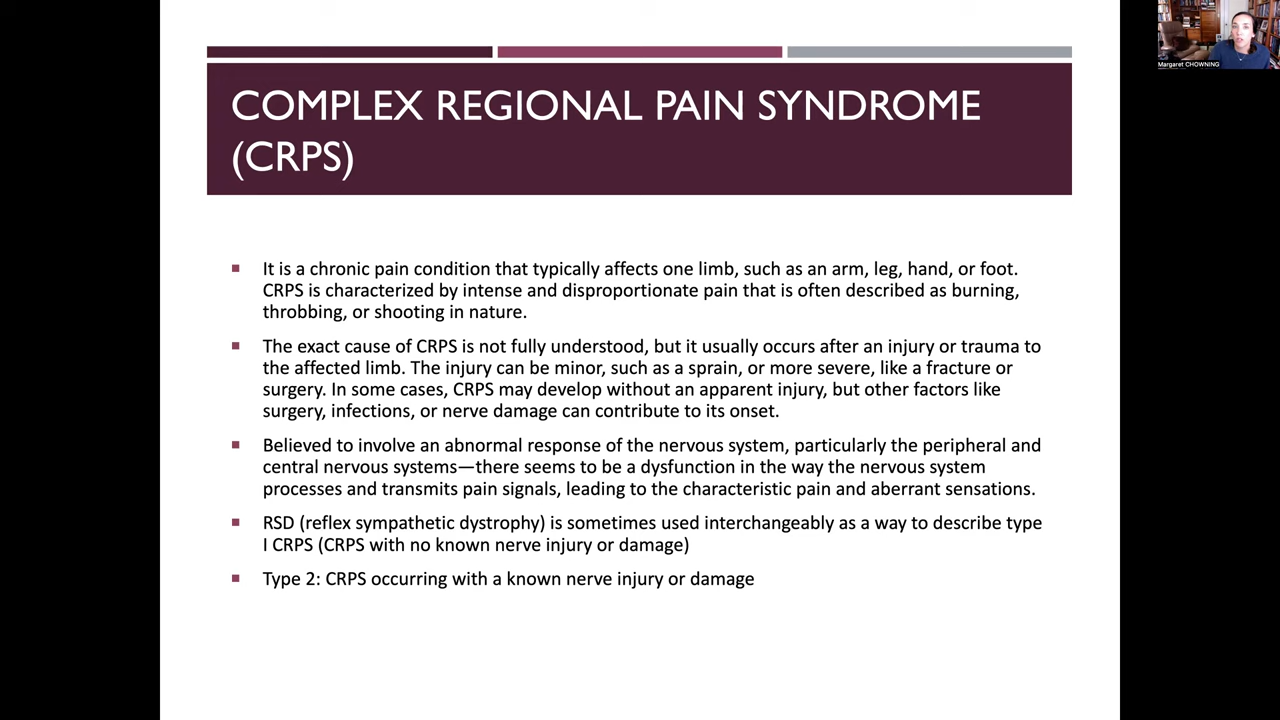 COMPLEX REGIONAL PAIN SYNDROME
(CRPS)
Margaret CHOWNING
▪ It is a chronic pain condition that typically affects one limb, such as an arm, leg, hand, or foot.
CRPS is characterized by intense and disproportionate pain that is often described as burning,
throbbing, or shooting in nature.
▪ The exact cause of CRPS is not fully understood, but it usually occurs after an injury or trauma to
the affected limb. The injury can be minor, such as a sprain, or more severe, like a fracture or
surgery. In some cases, CRPS may develop without an apparent injury, but other factors like
surgery, infections, or nerve damage can contribute to its onset.
▪ Believed to involve an abnormal response of the nervous system, particularly the peripheral and
central nervous systems—there seems to be a dysfunction in the way the nervous system
processes and transmits pain signals, leading to the characteristic pain and aberrant sensations.
▪ RSD (reflex sympathetic dystrophy) is sometimes used interchangeably as a way to describe type
I CRPS (CRPS with no known nerve injury or damage)
▪ Type 2: CRPS occurring with a known nerve injury or damage